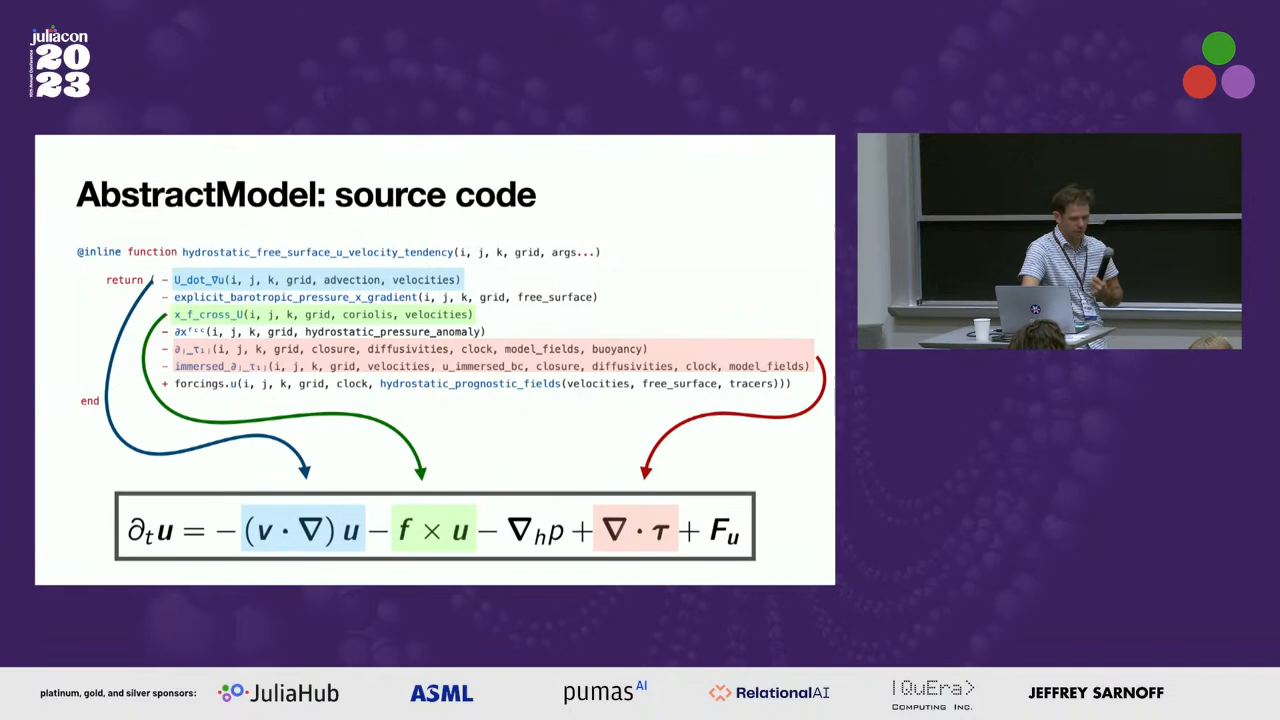 juliacon
20
23
AbstractModel: source code
@inline function hydrostatic_free_surface_u_velocity_tendency(i, j, k, grid, args...)
return ( - U_dot_∇u(i, j, k, grid, advection, velocities)
- explicit_barotropic_pressure_x_gradient(i, j, k, grid, free_surface)
- x_f_cross_U(i, j, k, grid, coriolis, velocities)
- ∂xᶠᶜᶜ(i, j, k, grid, hydrostatic_pressure_anomaly)
- ∂ⱼ_τ₁ⱼ(i, j, k, grid, closure, diffusivities, clock, model_fields, buoyancy)
- immersed_∂ⱼ_τ₁ⱼ(i, j, k, grid, velocities, u_immersed_bc, closure, diffusivities, clock, model_fields)
+ forcings.u(i, j, k, grid, clock, hydrostatic_prognostic_fields(velocities, free_surface, tracers)))
end
∂ₜu = − (v · ∇) u − f × u − ∇ₕp + ∇ · τ + Fᵤ
platinum, gold, and silver sponsors: JuliaHub ASML pumasAI RelationalAI |QuEra> COMPUTING INC. JEFFREY SARNOFF